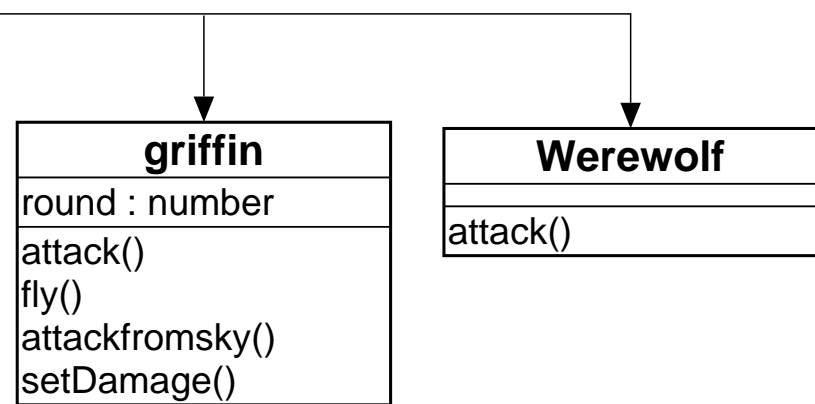 griffin
round : number
attack()
fly()
attackfromsky()
setDamage()
Werewolf
attack()